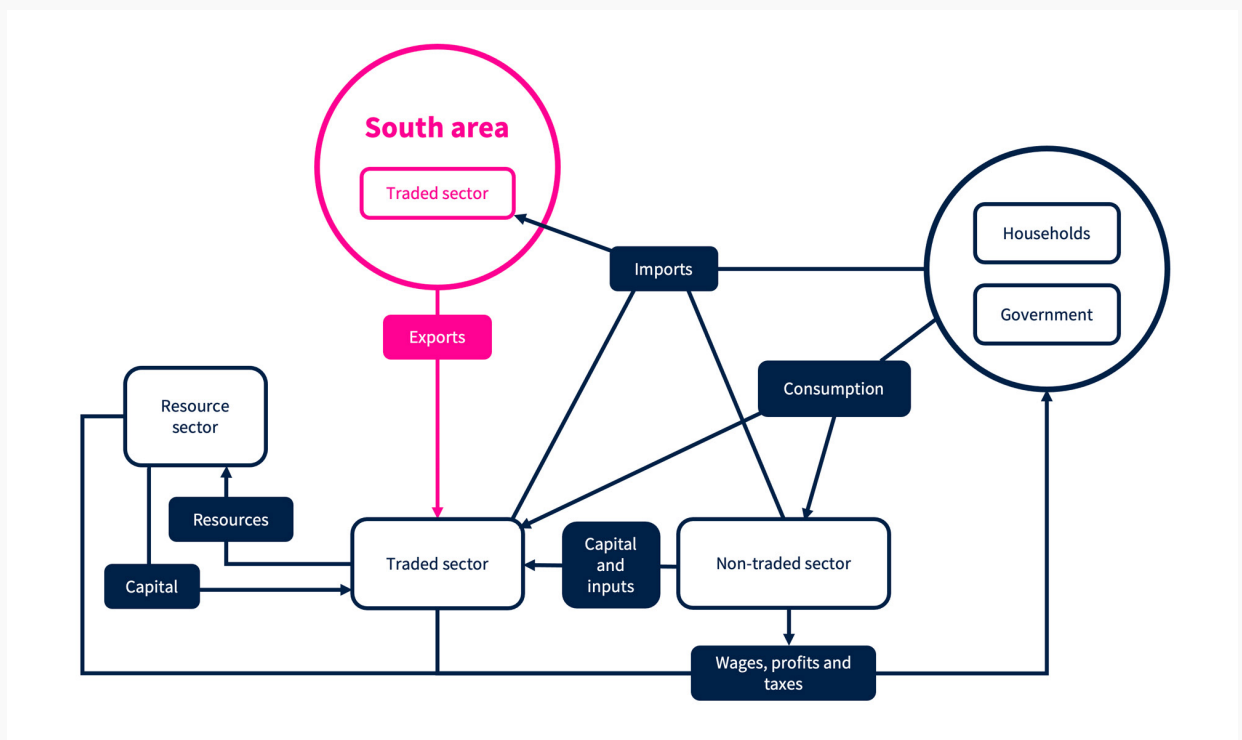 South area
Traded sector
Households
Imports
Government
Exports
Consumption
Resource
sector
Resources
Capital
and
inputs
Traded sector
Non-traded sector
Capital
Wages, profits and
taxes